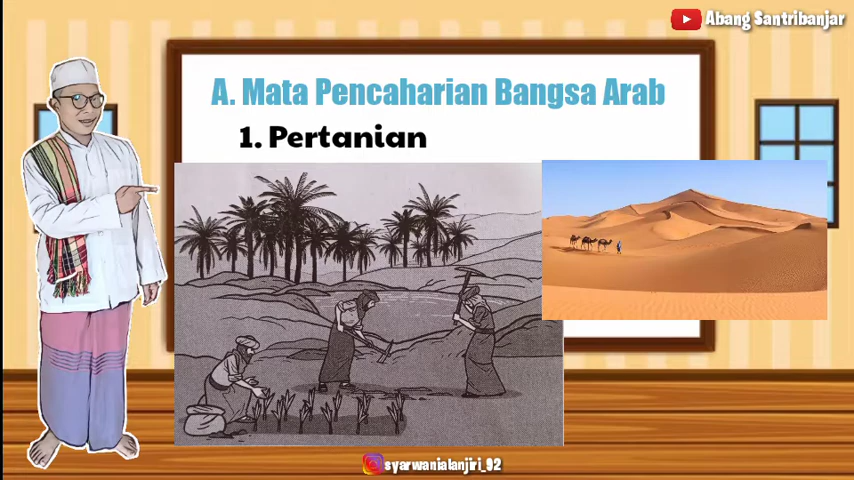 Abang Santribanjar
A. Mata Pencaharian Bangsa Arab
1. Pertanian
syarwanialanjiri_92